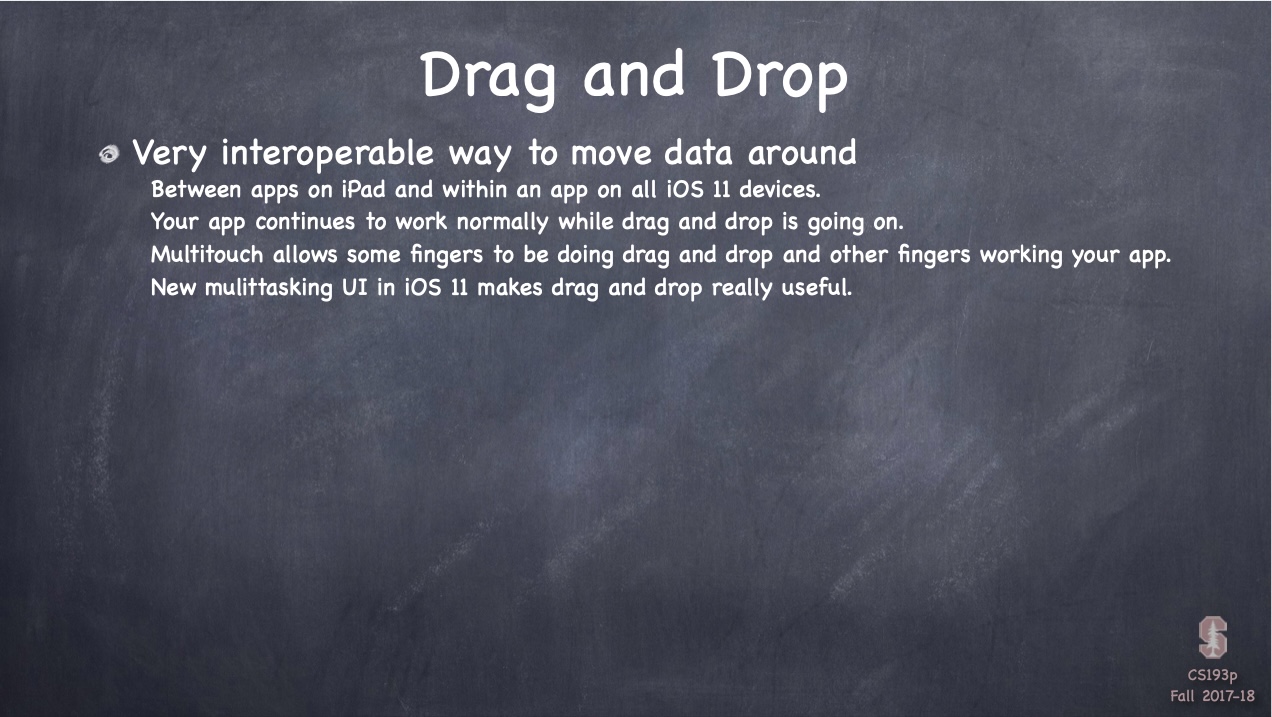 Drag and Drop
Very interoperable way to move data around
Between apps on iPad and within an app on all iOS 11 devices.
Your app continues to work normally while drag and drop is going on.
Multitouch allows some fingers to be doing drag and drop and other fingers working your app.
New mulittasking UI in iOS 11 makes drag and drop really useful.
S
CS193p
Fall 2017-18